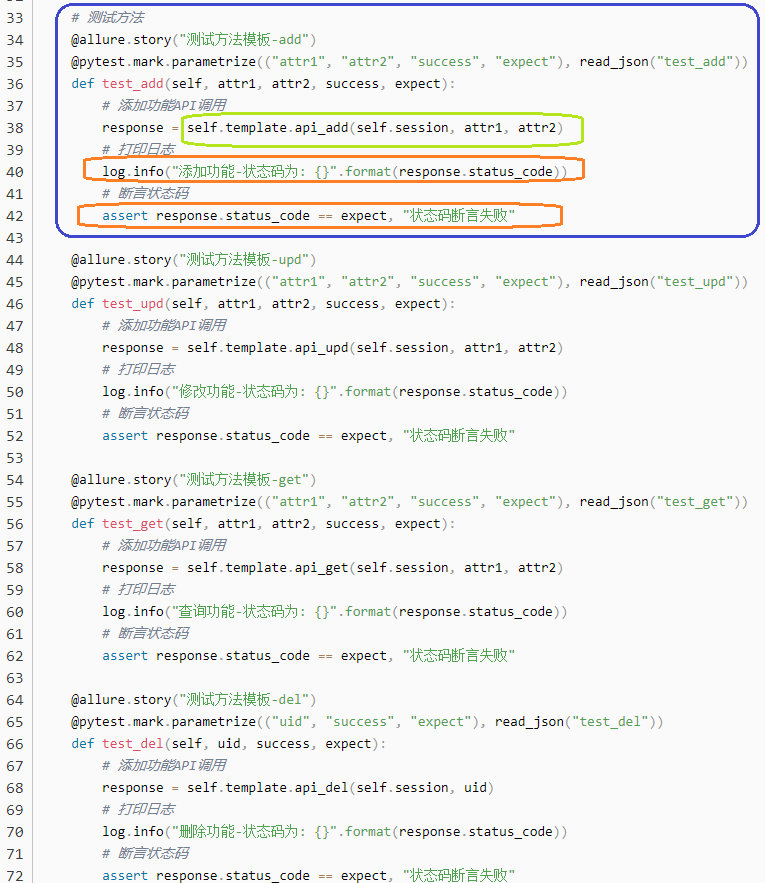 33 # 测试方法
34 @allure.story("测试方法模板-add")
35 @pytest.mark.parametrize(("attr1", "attr2", "success", "expect"), read_json("test_add"))
36 def test_add(self, attr1, attr2, success, expect):
37 # 添加功能API调用
38 response = self.template.api_add(self.session, attr1, attr2)
39 # 打印日志
40 log.info("添加功能-状态码为: {}".format(response.status_code))
41 # 断言状态码
42 assert response.status_code == expect, "状态码断言失败"
43
44 @allure.story("测试方法模板-upd")
45 @pytest.mark.parametrize(("attr1", "attr2", "success", "expect"), read_json("test_upd"))
46 def test_upd(self, attr1, attr2, success, expect):
47 # 添加功能API调用
48 response = self.template.api_upd(self.session, attr1, attr2)
49 # 打印日志
50 log.info("修改功能-状态码为: {}".format(response.status_code))
51 # 断言状态码
52 assert response.status_code == expect, "状态码断言失败"
53
54 @allure.story("测试方法模板-get")
55 @pytest.mark.parametrize(("attr1", "attr2", "success", "expect"), read_json("test_get"))
56 def test_get(self, attr1, attr2, success, expect):
57 # 添加功能API调用
58 response = self.template.api_get(self.session, attr1, attr2)
59 # 打印日志
60 log.info("查询功能-状态码为: {}".format(response.status_code))
61 # 断言状态码
62 assert response.status_code == expect, "状态码断言失败"
63
64 @allure.story("测试方法模板-del")
65 @pytest.mark.parametrize(("uid", "success", "expect"), read_json("test_del"))
66 def test_del(self, uid, success, expect):
67 # 添加功能API调用
68 response = self.template.api_del(self.session, uid)
69 # 打印日志
70 log.info("删除功能-状态码为: {}".format(response.status_code))
71 # 断言状态码
72 assert response.status_code == expect, "状态码断言失败"